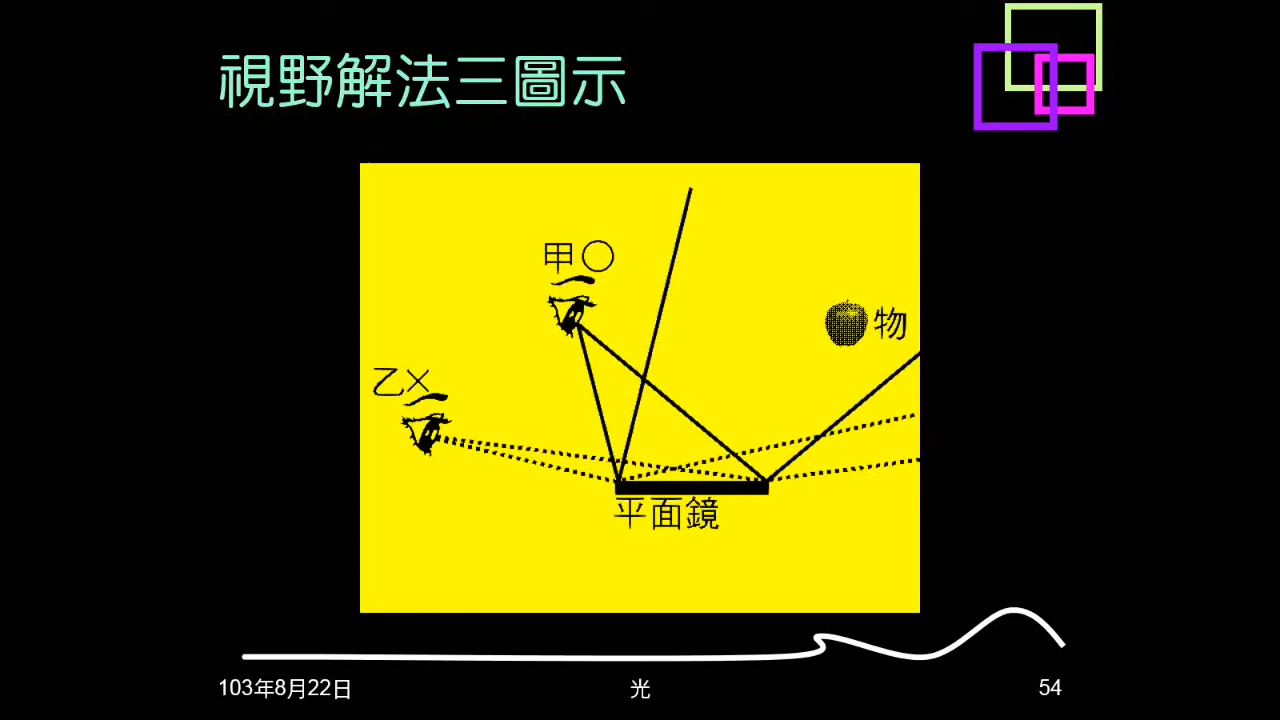 視野解法三圖示
甲○
物
乙×
平面鏡
103年8月22日
光
54